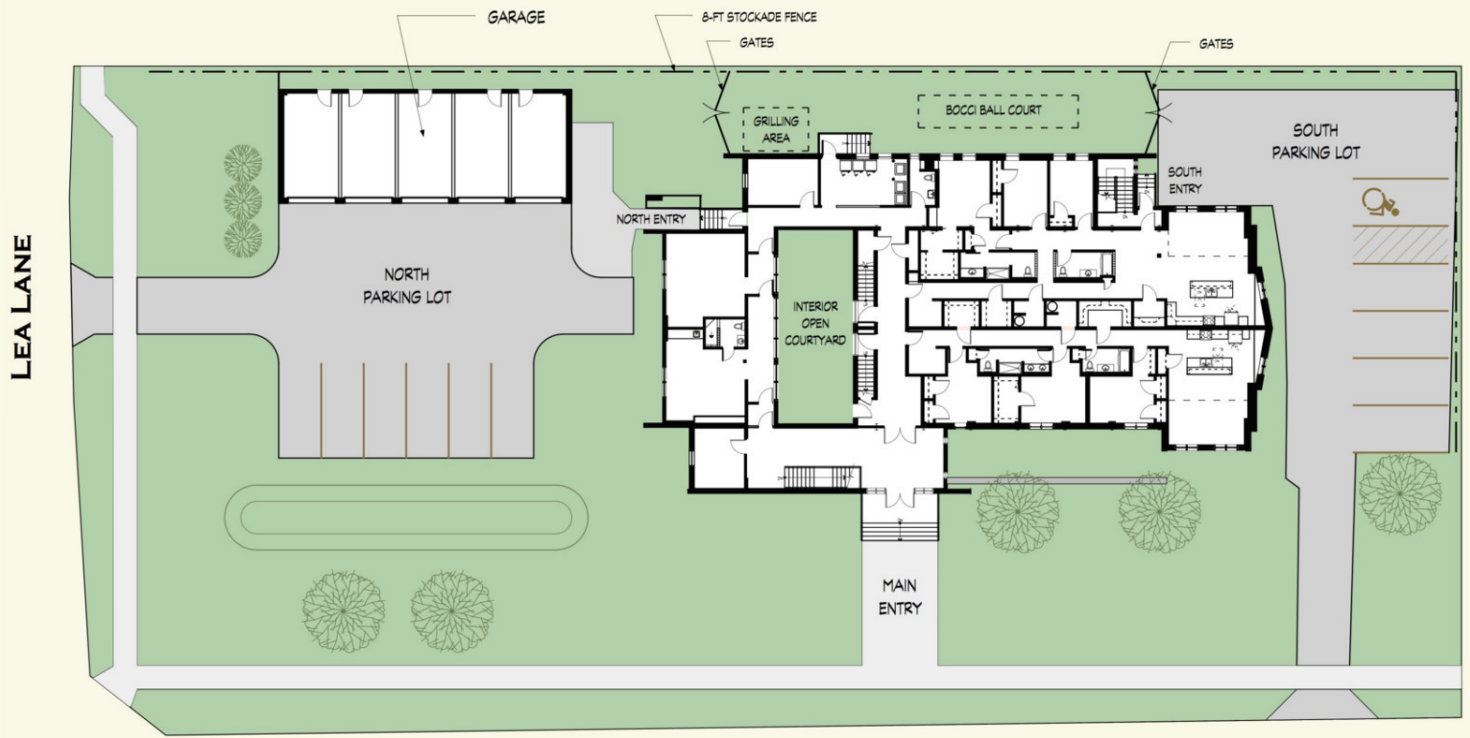 GARAGE
8-FT STOCKADE FENCE
GATES
GATES
GRILLING
AREA
BOCCI BALL COURT
SOUTH
PARKING LOT
SOUTH
ENTRY
NORTH ENTRY
LEA LANE
NORTH
PARKING LOT
INTERIOR
OPEN
COURTYARD
MAIN
ENTRY